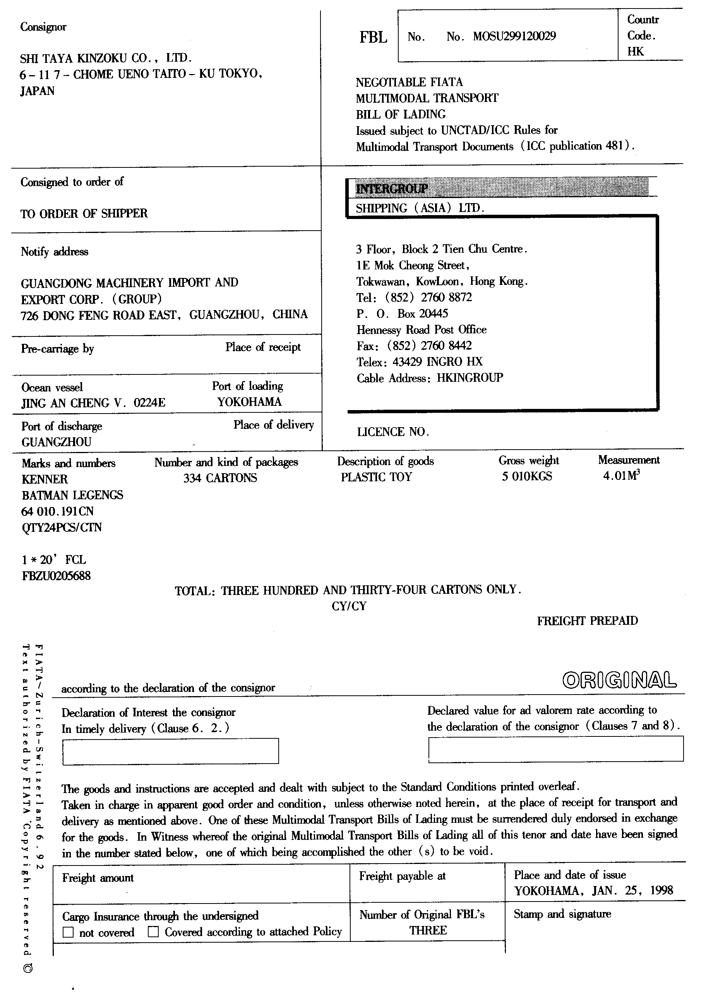 Consignor
SHI TAYA KINZOKU CO., LTD.
6-11 7-CHOME UENO TAITO-KU TOKYO,
JAPAN
FBL
No. No. MOSU299120029
Countr
Code.
HK
NEGOTIABLE FIATA
MULTIMODAL TRANSPORT
BILL OF LADING
Issued subject to UNCTAD/ICC Rules for
Multimodal Transport Documents (ICC publication 481).
Consigned to order of
TO ORDER OF SHIPPER
INTERGROUP
SHIPPING (ASIA) LTD.
3 Floor, Block 2 Tien Chu Centre.
1E Mok Cheong Street,
Tokwawan, KowLoon, Hong Kong.
Tel: (852) 2760 8872
P. O. Box 20445
Hennessy Road Post Office
Fax: (852) 2760 8442
Telex: 43429 INGRO HX
Cable Address: HKINGROUP
LICENCE NO.
Notify address
GUANGDONG MACHINERY IMPORT AND
EXPORT CORP. (GROUP)
726 DONG FENG ROAD EAST, GUANGZHOU, CHINA
Pre-carriage by Place of receipt
Ocean vessel Port of loading
JING AN CHENG V. 0224E YOKOHAMA
Port of discharge Place of delivery
GUANGZHOU
Marks and numbers Number and kind of packages Description of goods Gross weight Measurement
KENNER 334 CARTONS PLASTIC TOY 5 010KGS 4.01M³
BATMAN LEGENGS
64 010.191CN
QTY24PCS/CTN
1*20' FCL
FBZU0205688
TOTAL: THREE HUNDRED AND THIRTY-FOUR CARTONS ONLY.
CY/CY
FREIGHT PREPAID
ORIGINAL
according to the declaration of the consignor
Declaration of Interest the consignor
In timely delivery (Clause 6. 2.)
Declared value for ad valorem rate according to
the declaration of the consignor (Clauses 7 and 8).
The goods and instructions are accepted and dealt with subject to the Standard Conditions printed overleaf.
Taken in charge in apparent good order and condition, unless otherwise noted herein, at the place of receipt for transport and
delivery as mentioned above. One of these Multimodal Transport Bills of Lading must be surrendered duly endorsed in exchange
for the goods. In Witness whereof the original Multimodal Transport Bills of Lading all of this tenor and date have been signed
in the number stated below, one of which being accomplished the other (s) to be void.
Freight amount
Freight payable at
Place and date of issue
YOKOHAMA, JAN. 25, 1998
Cargo Insurance through the undersigned
not covered Covered according to attached Policy
Number of Original FBL's
THREE
Stamp and signature
Text authorized by FIATA. Copyright reserved ©
FIATA-Zurich-Switzerland 6.92